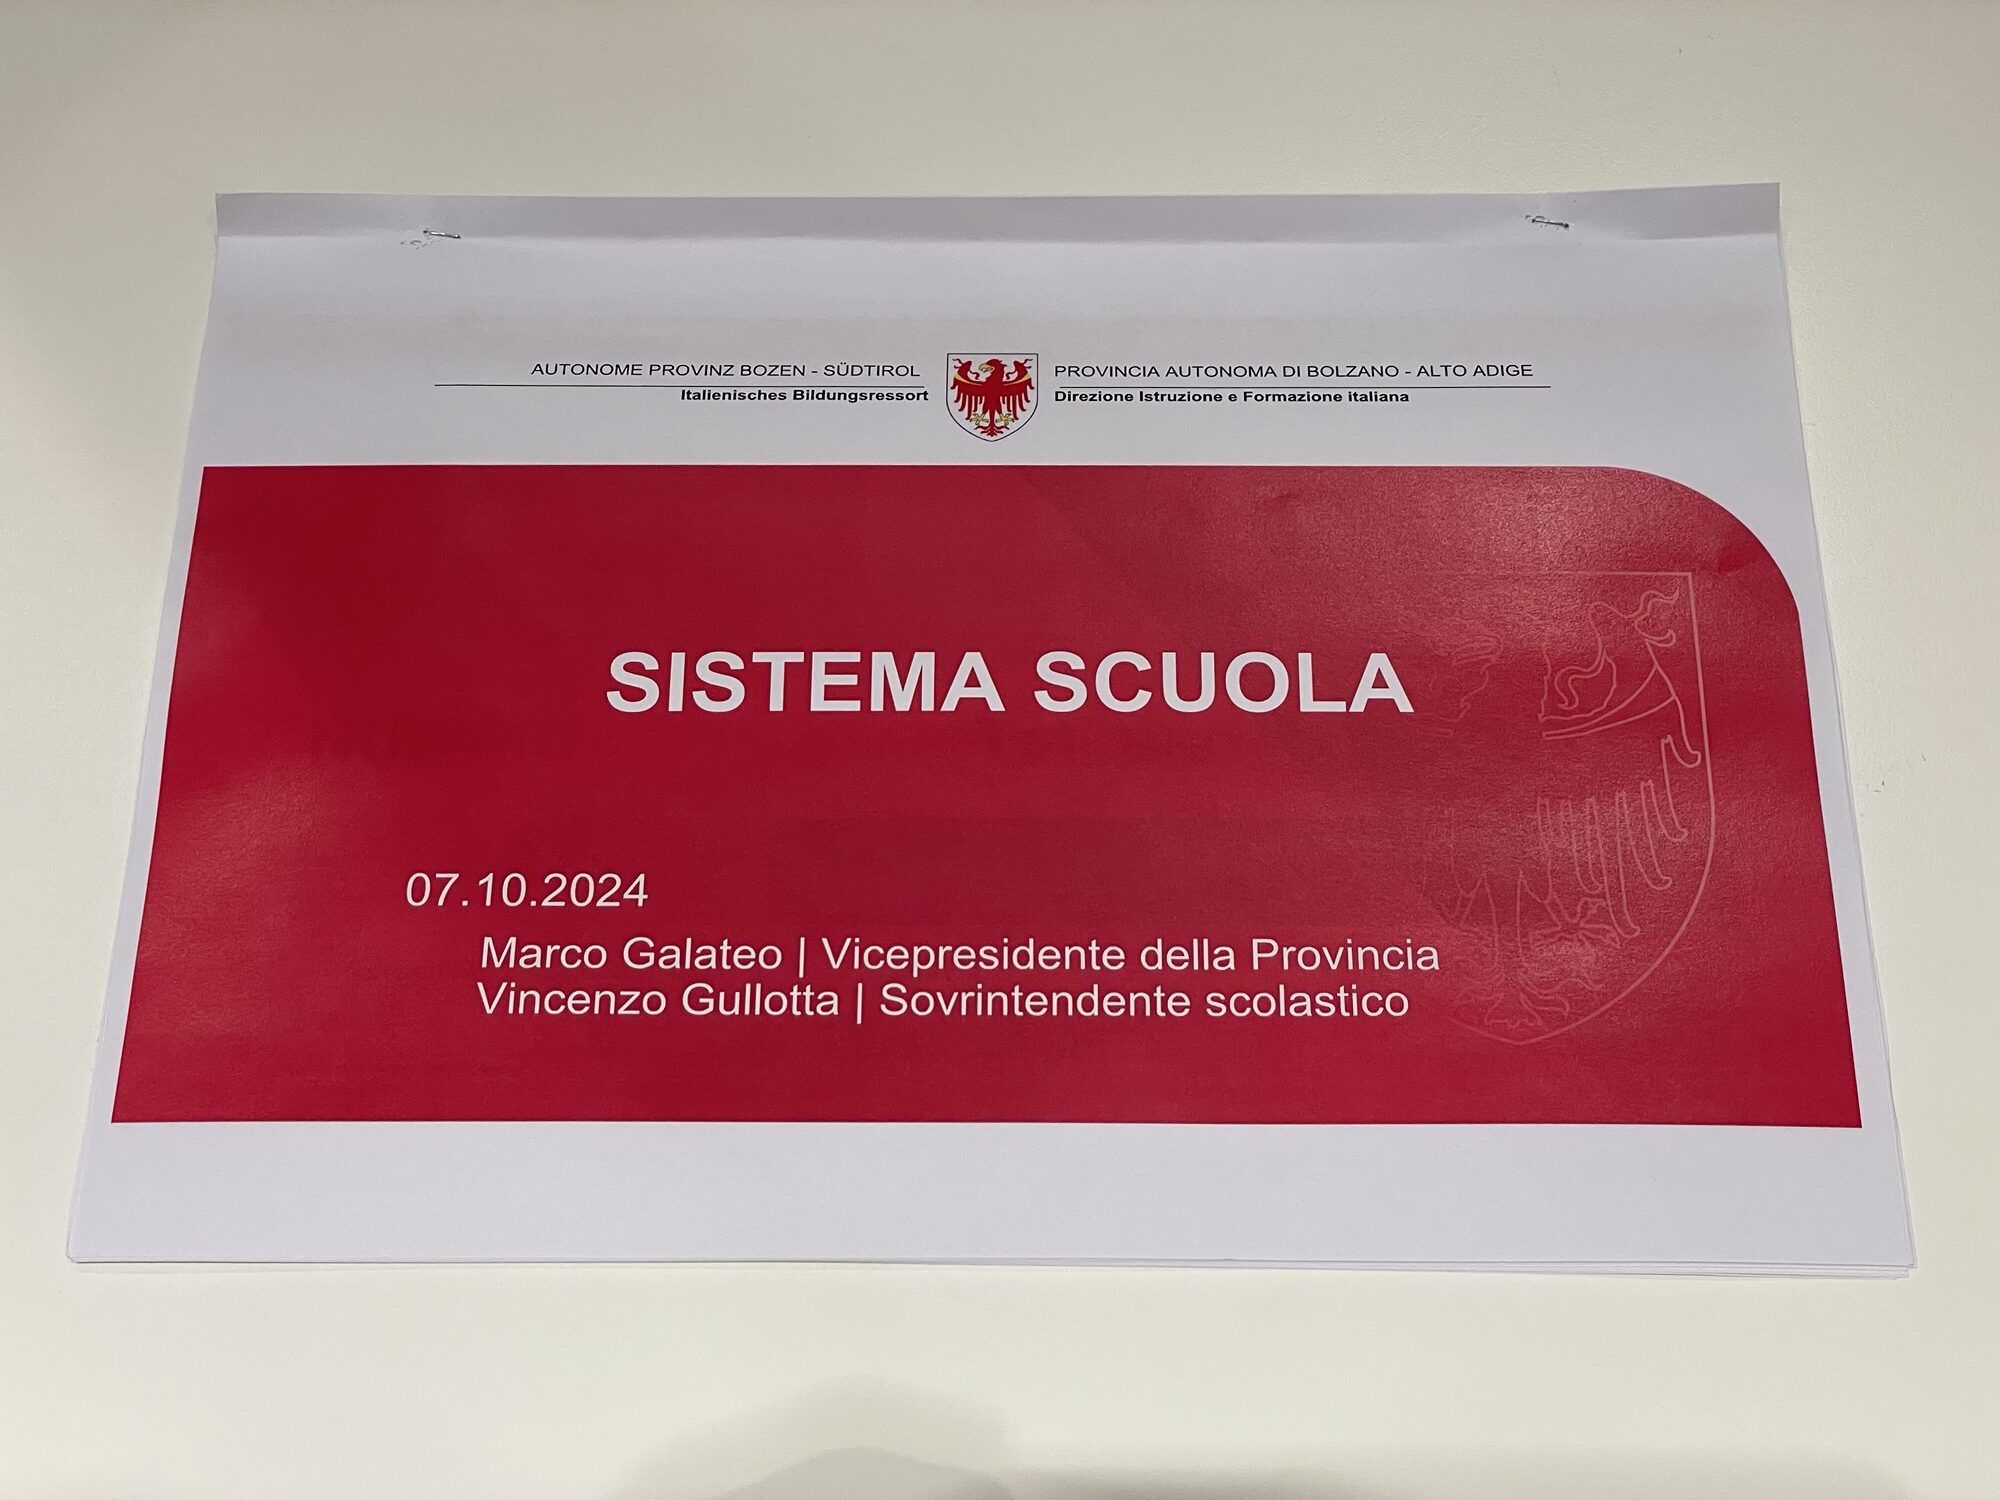 AUTONOME PROVINZ BOZEN - SÜDTIROL
Italienisches Bildungsressort
PROVINCIA AUTONOMA DI BOLZANO - ALTO ADIGE
Direzione Istruzione e Formazione italiana
SISTEMA SCUOLA
07.10.2024
Marco Galateo | Vicepresidente della Provincia
Vincenzo Gullotta | Sovrintendente scolastico